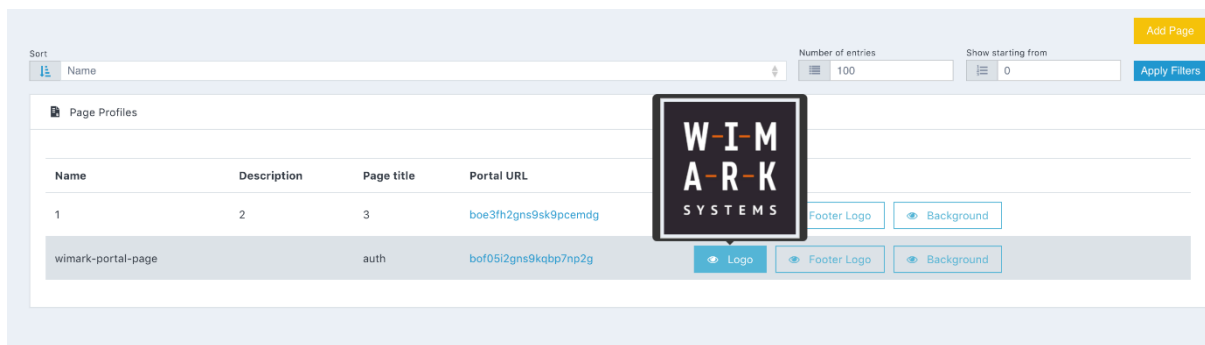 Add Page
Sort Number of entries Show starting from
Name 100 0 Apply Filters
Page Profiles
W-I-M
A-R-K
SYSTEMS
Name Description Page title Portal URL
1 2 3 boe3fh2gns9sk9pcemdg Footer Logo Background
wimark-portal-page auth bof05i2gns9kqbp7np2g Logo Footer Logo Background